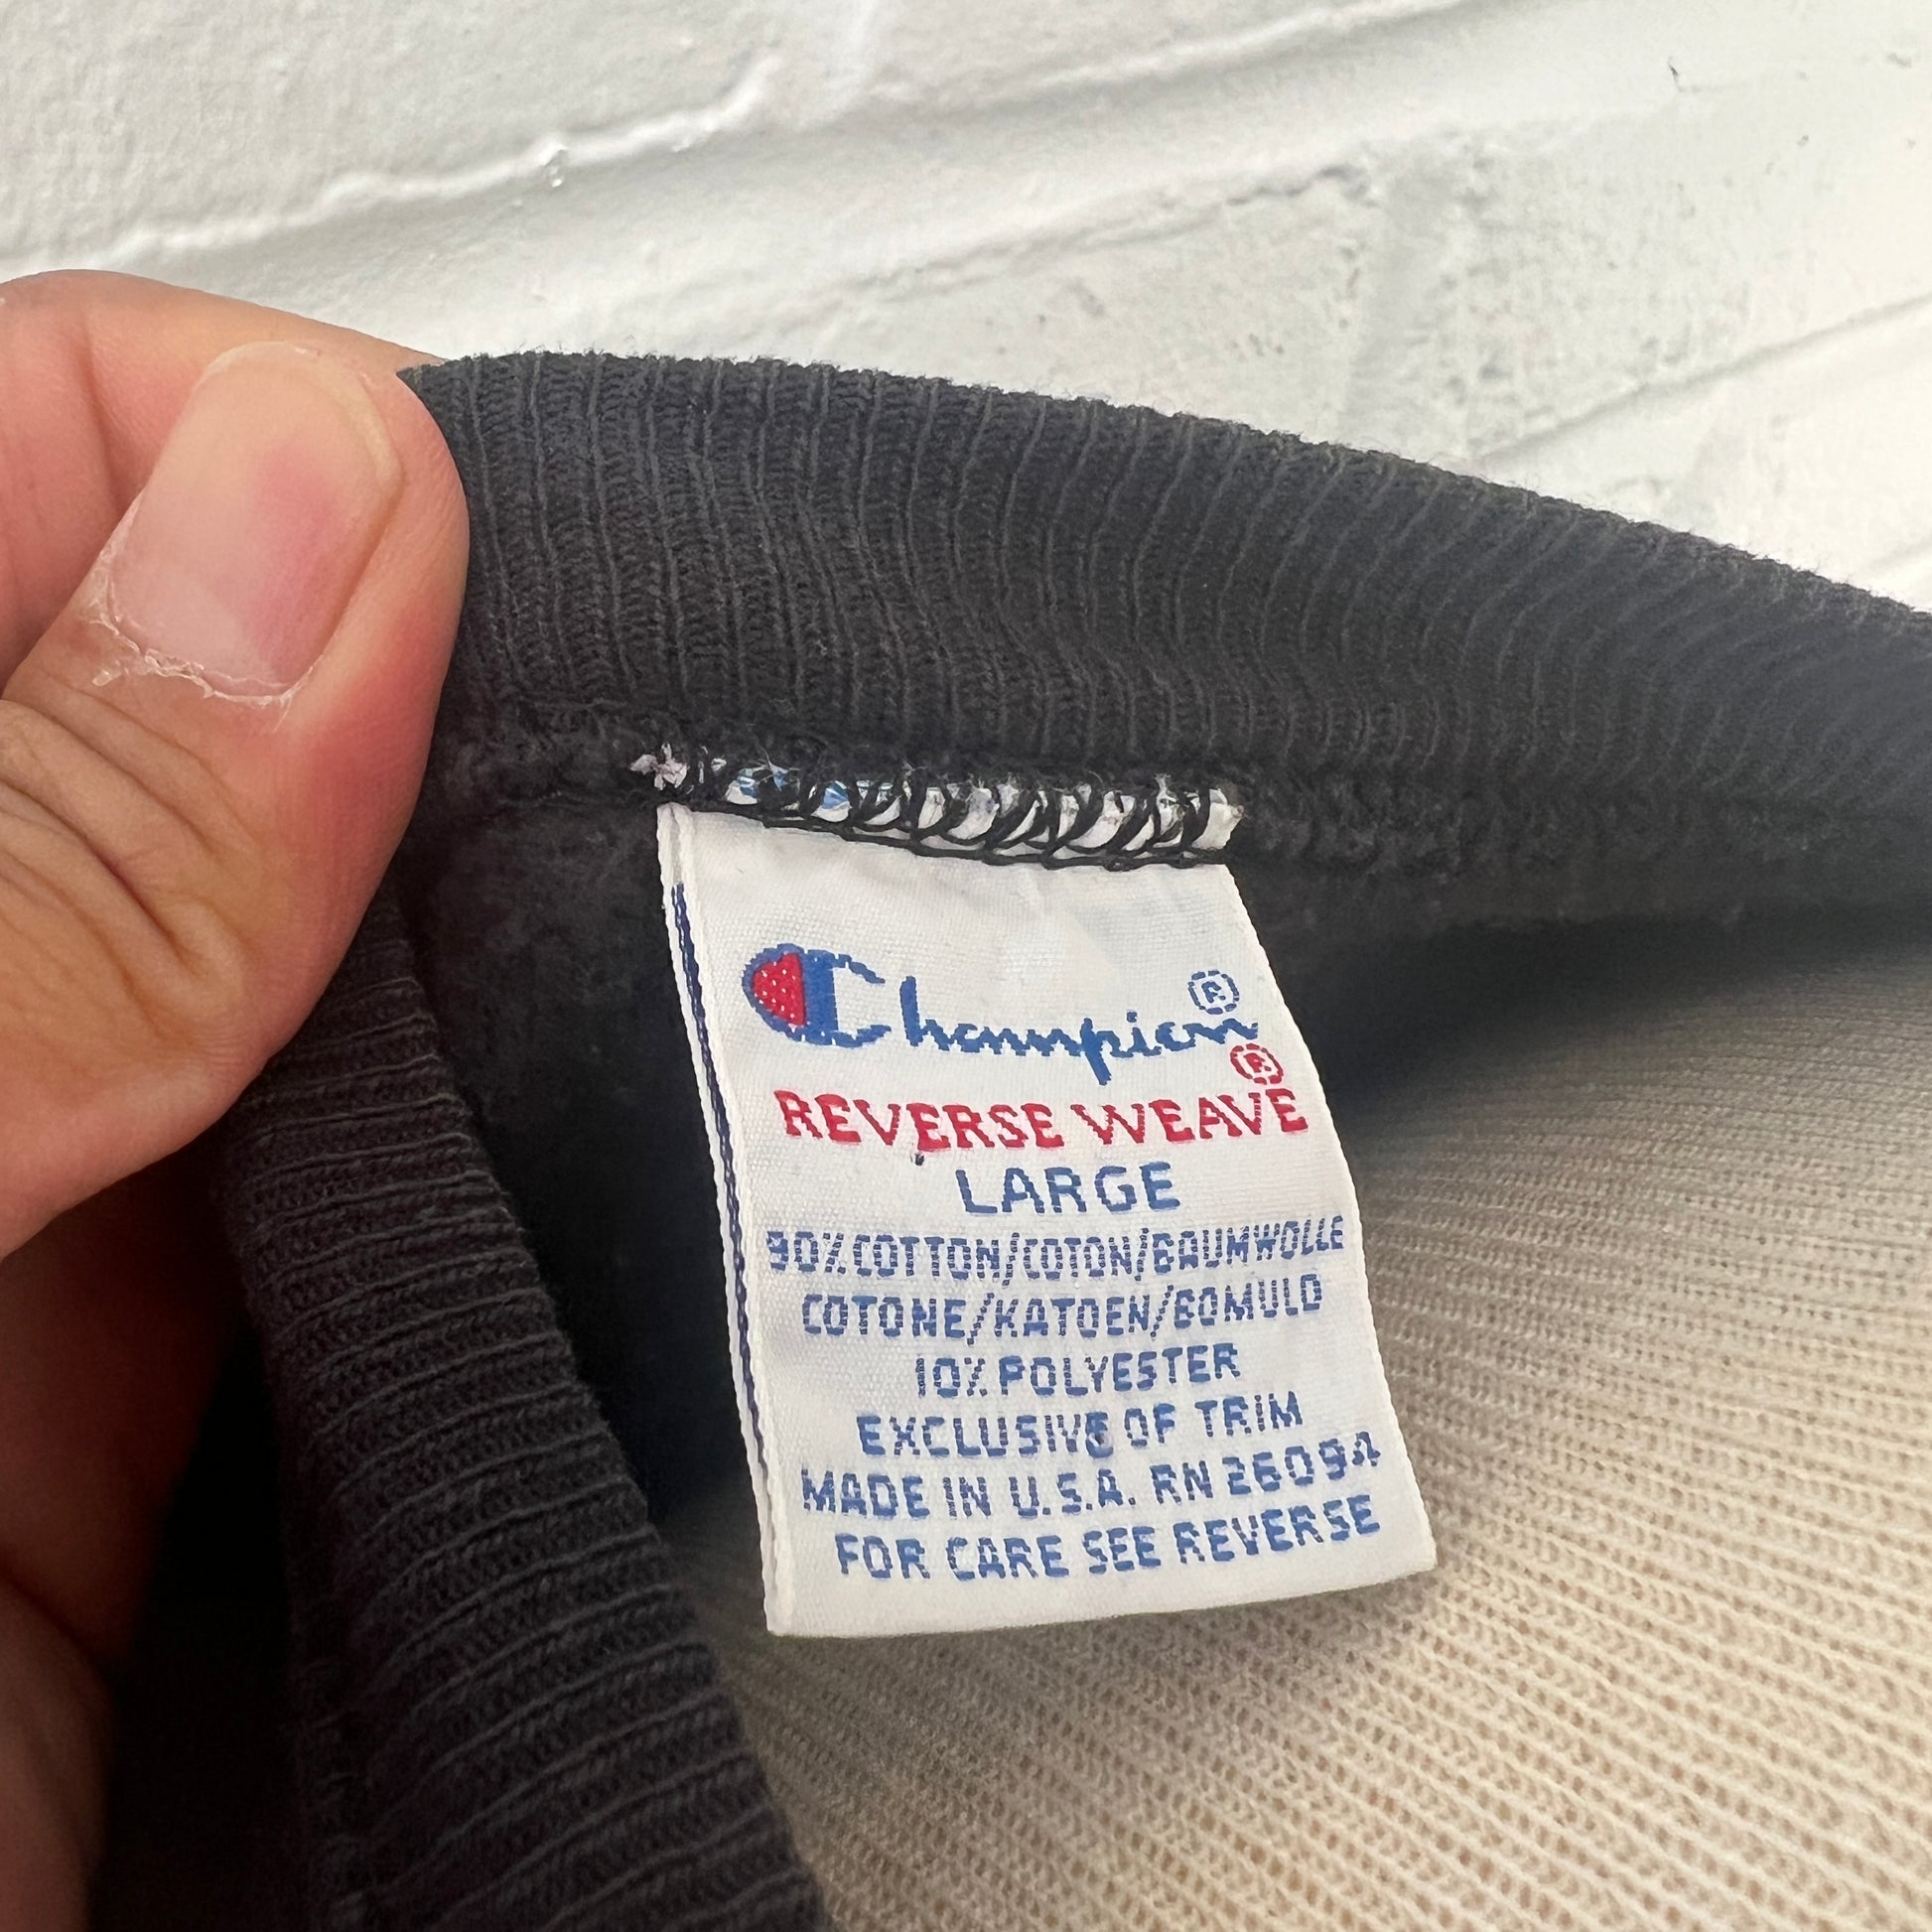 Champion®
REVERSE WEAVE®
LARGE
90% COTTON/COTON/BAUMWOLLE
COTONE/KATOEN/BOMULD
10% POLYESTER
EXCLUSIVE OF TRIM
MADE IN U.S.A. RN 26094
FOR CARE SEE REVERSE